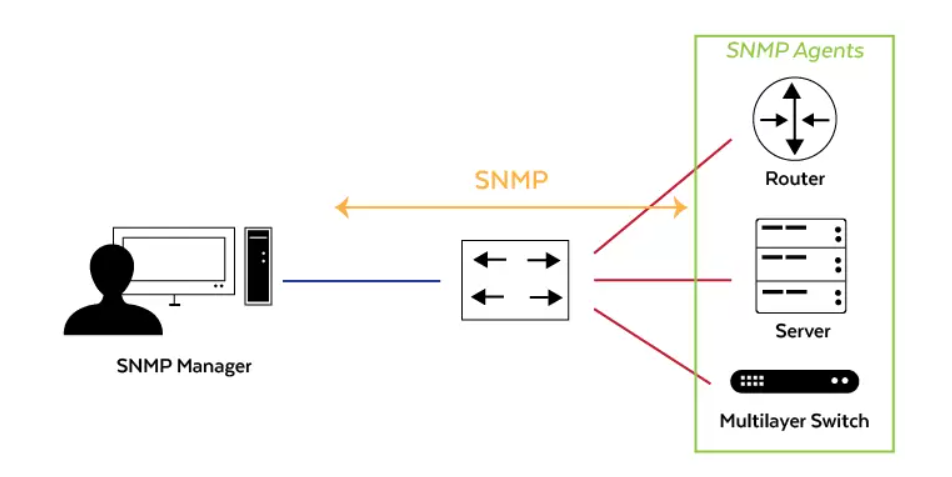 SNMP Agents
Router
SNMP
Server
SNMP Manager
Multilayer Switch